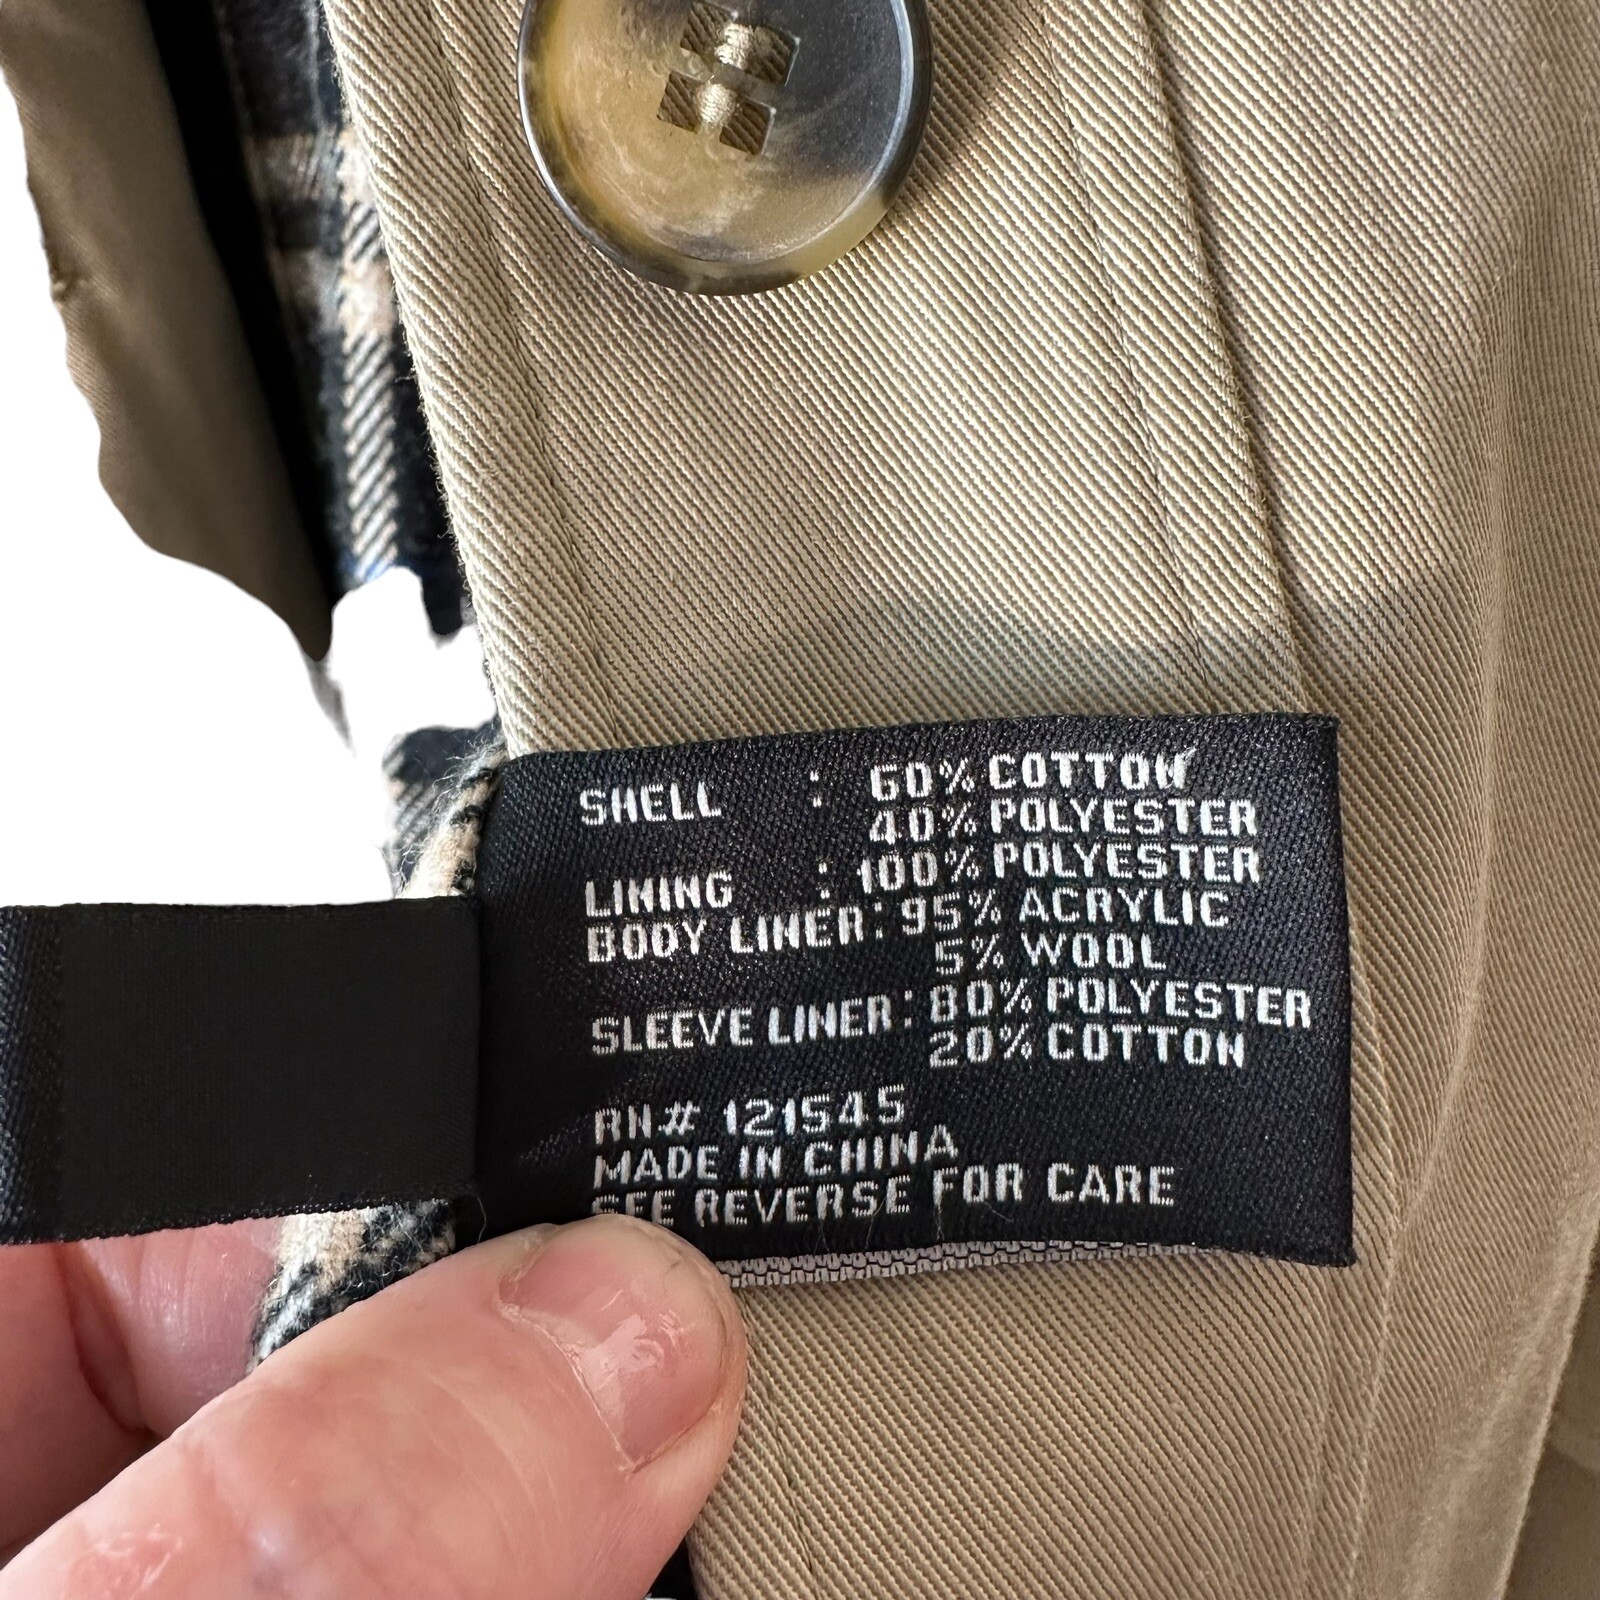 SHELL : 60% COTTON
40% POLYESTER
LINING : 100% POLYESTER
BODY LINER: 95% ACRYLIC
5% WOOL
SLEEVE LINER: 80% POLYESTER
20% COTTON
RN# 121545
MADE IN CHINA
SEE REVERSE FOR CARE